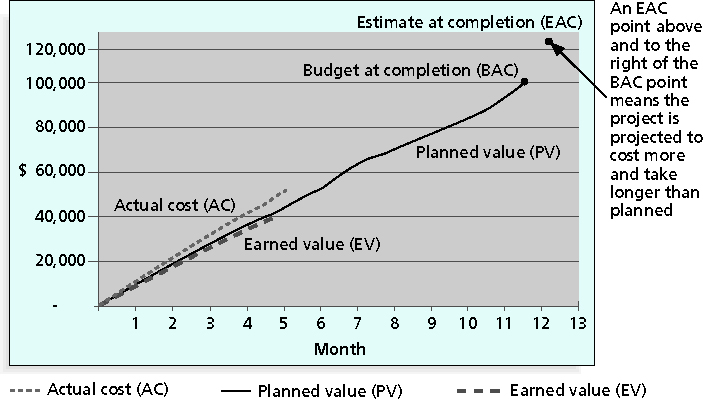 Estimate at completion (EAC)
An EAC
point above
and to the
right of the
BAC point
means the
project is
projected to
cost more
and take
longer than
planned
120,000
Budget at completion (BAC)
100,000
80,000
Planned value (PV)
$ 60,000
Actual cost (AC)
40,000
Earned value (EV)
20,000
-
1 2 3 4 5 6 7 8 9 10 11 12 13
Month
Actual cost (AC) Planned value (PV) Earned value (EV)